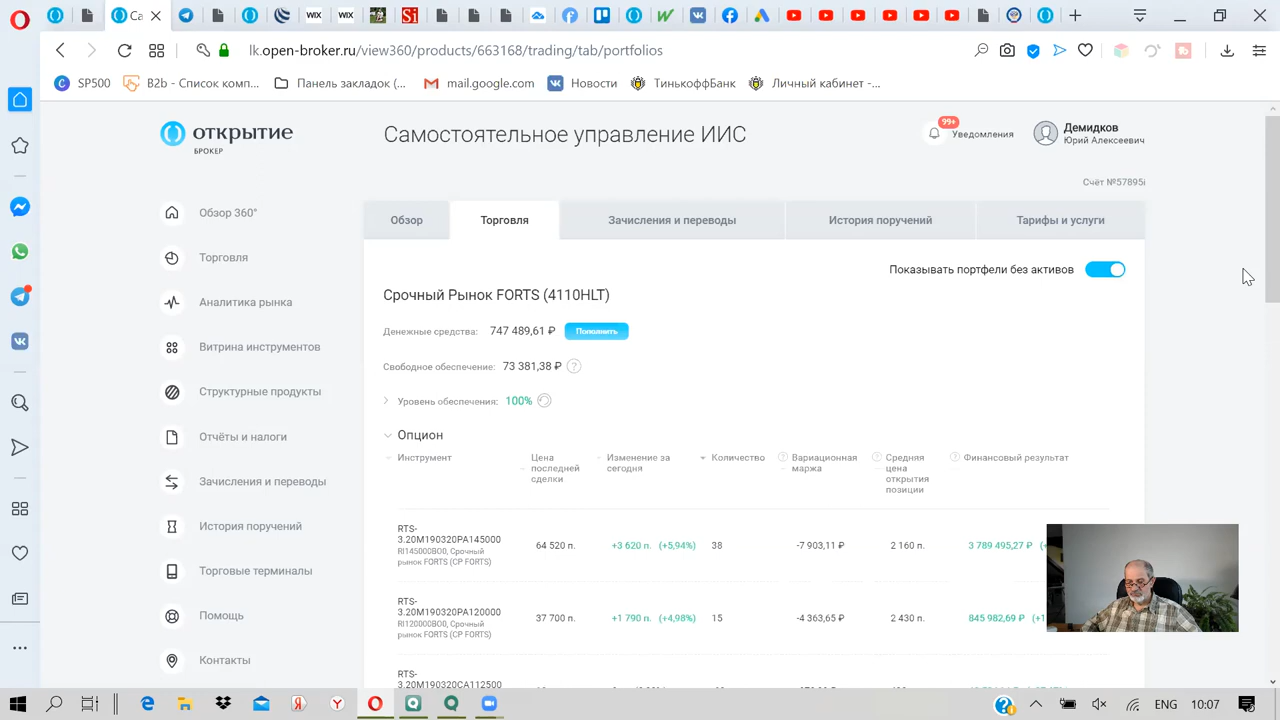 Ca
WIX
WIX
Si
lk.open-broker.ru/view360/products/663168/trading/tab/portfolios
SP500
B2b - Список комп...
Панель закладок (...
mail.google.com
Новости
ТинькоффБанк
Личный кабинет -...
открытие
БРОКЕР
Самостоятельное управление ИИС
99+
Уведомления
Демидков
Юрий Алексеевич
Счёт №57895i
Обзор 360°
Торговля
Аналитика рынка
Витрина инструментов
Структурные продукты
Отчёты и налоги
Зачисления и переводы
История поручений
Торговые терминалы
Помощь
Контакты
Обзор
Торговля
Зачисления и переводы
История поручений
Тарифы и услуги
Показывать портфели без активов
Срочный Рынок FORTS (4110HLT)
Денежные средства: 747 489,61 ₽ Пополнить
Свободное обеспечение: 73 381,38 ₽ ?
Уровень обеспечения: 100%
Опцион
Инструмент
Цена последней сделки
Изменение за сегодня
Количество
Вариационная маржа
Средняя цена открытия позиции
Финансовый результат
RTS-
3.20M190320PA145000
RI145000BO0, Срочный
рынок FORTS (СР FORTS)
64 520 п. +3 620 п. (+5,94%) 38 -7 903,11 ₽ 2 160 п. 3 789 495,27 ₽
RTS-
3.20M190320PA120000
RI120000BO0, Срочный
рынок FORTS (СР FORTS)
37 700 п. +1 790 п. (+4,98%) 15 -4 363,65 ₽ 2 430 п. 845 982,69 ₽ (+1
RTS-
3.20M190320CA112500
ENG 10:07